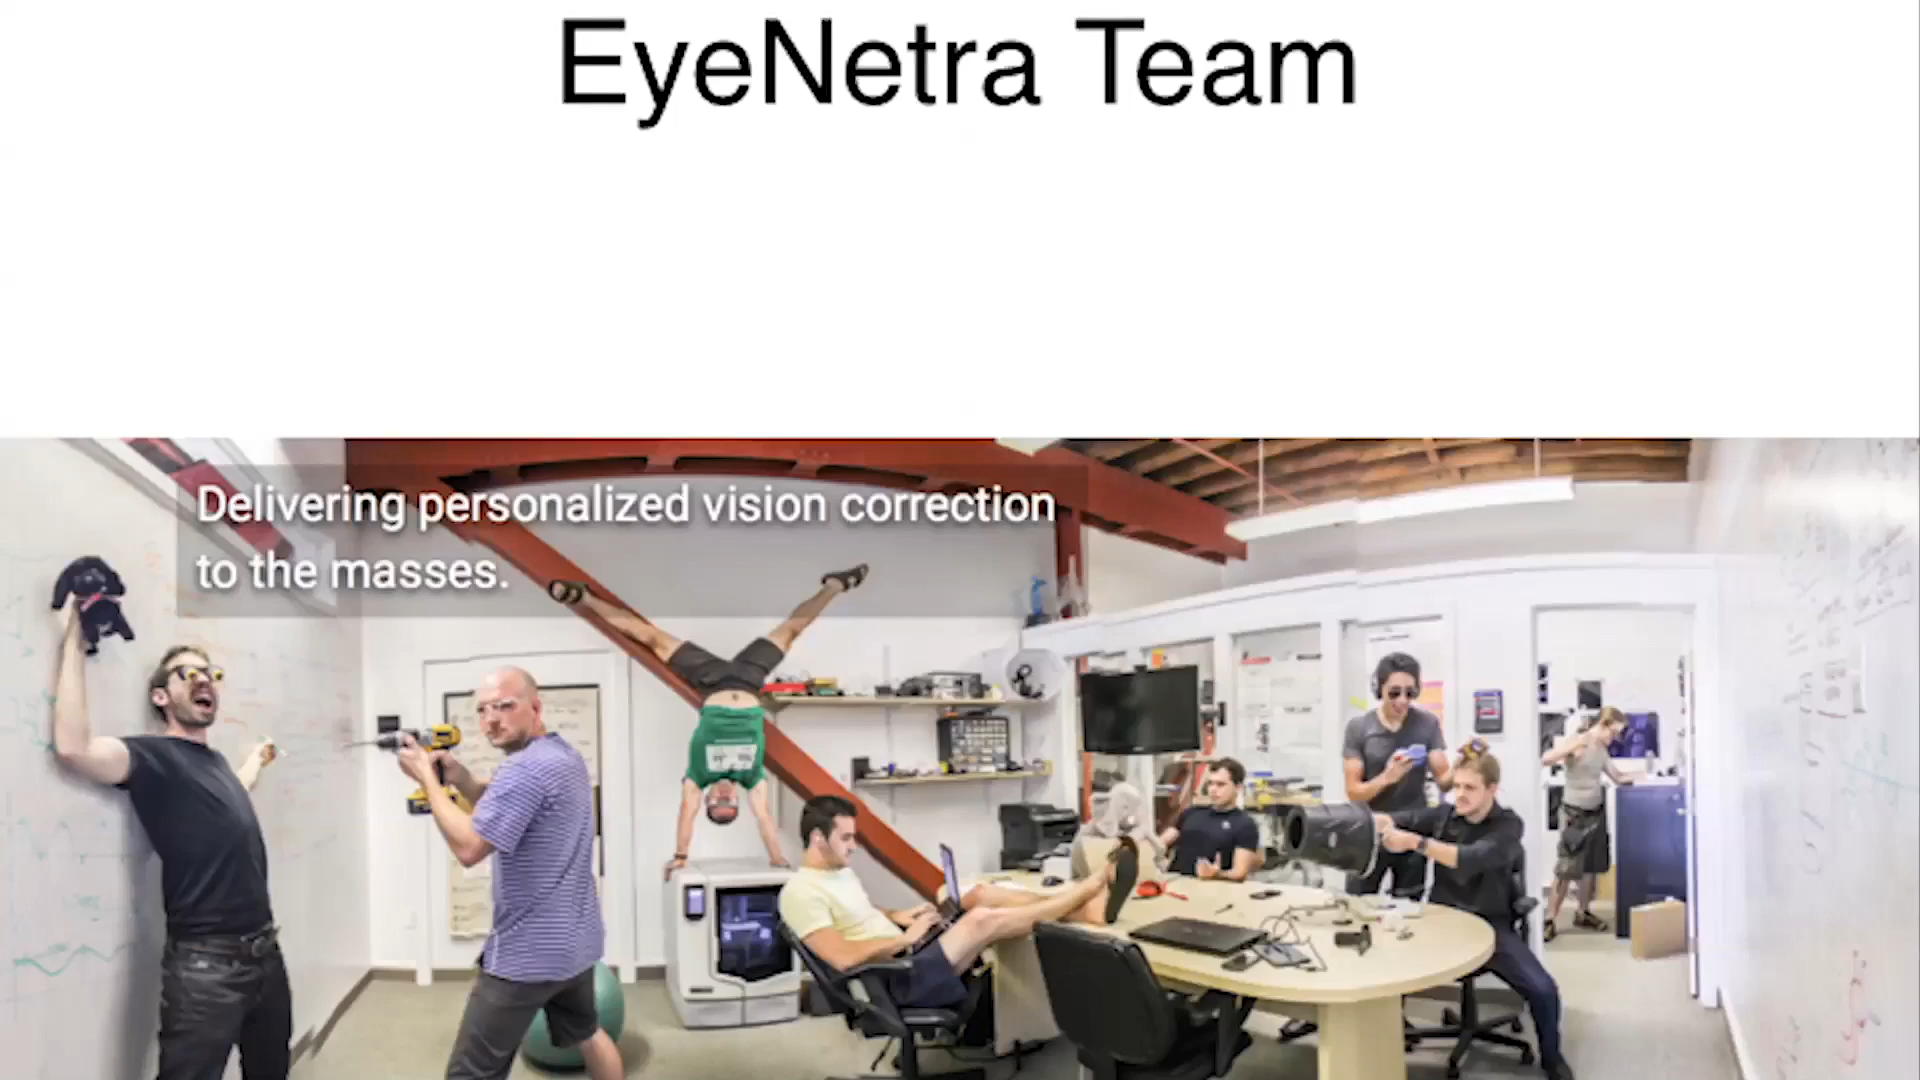 EyeNetra Team
Delivering personalized vision correction
to the masses.